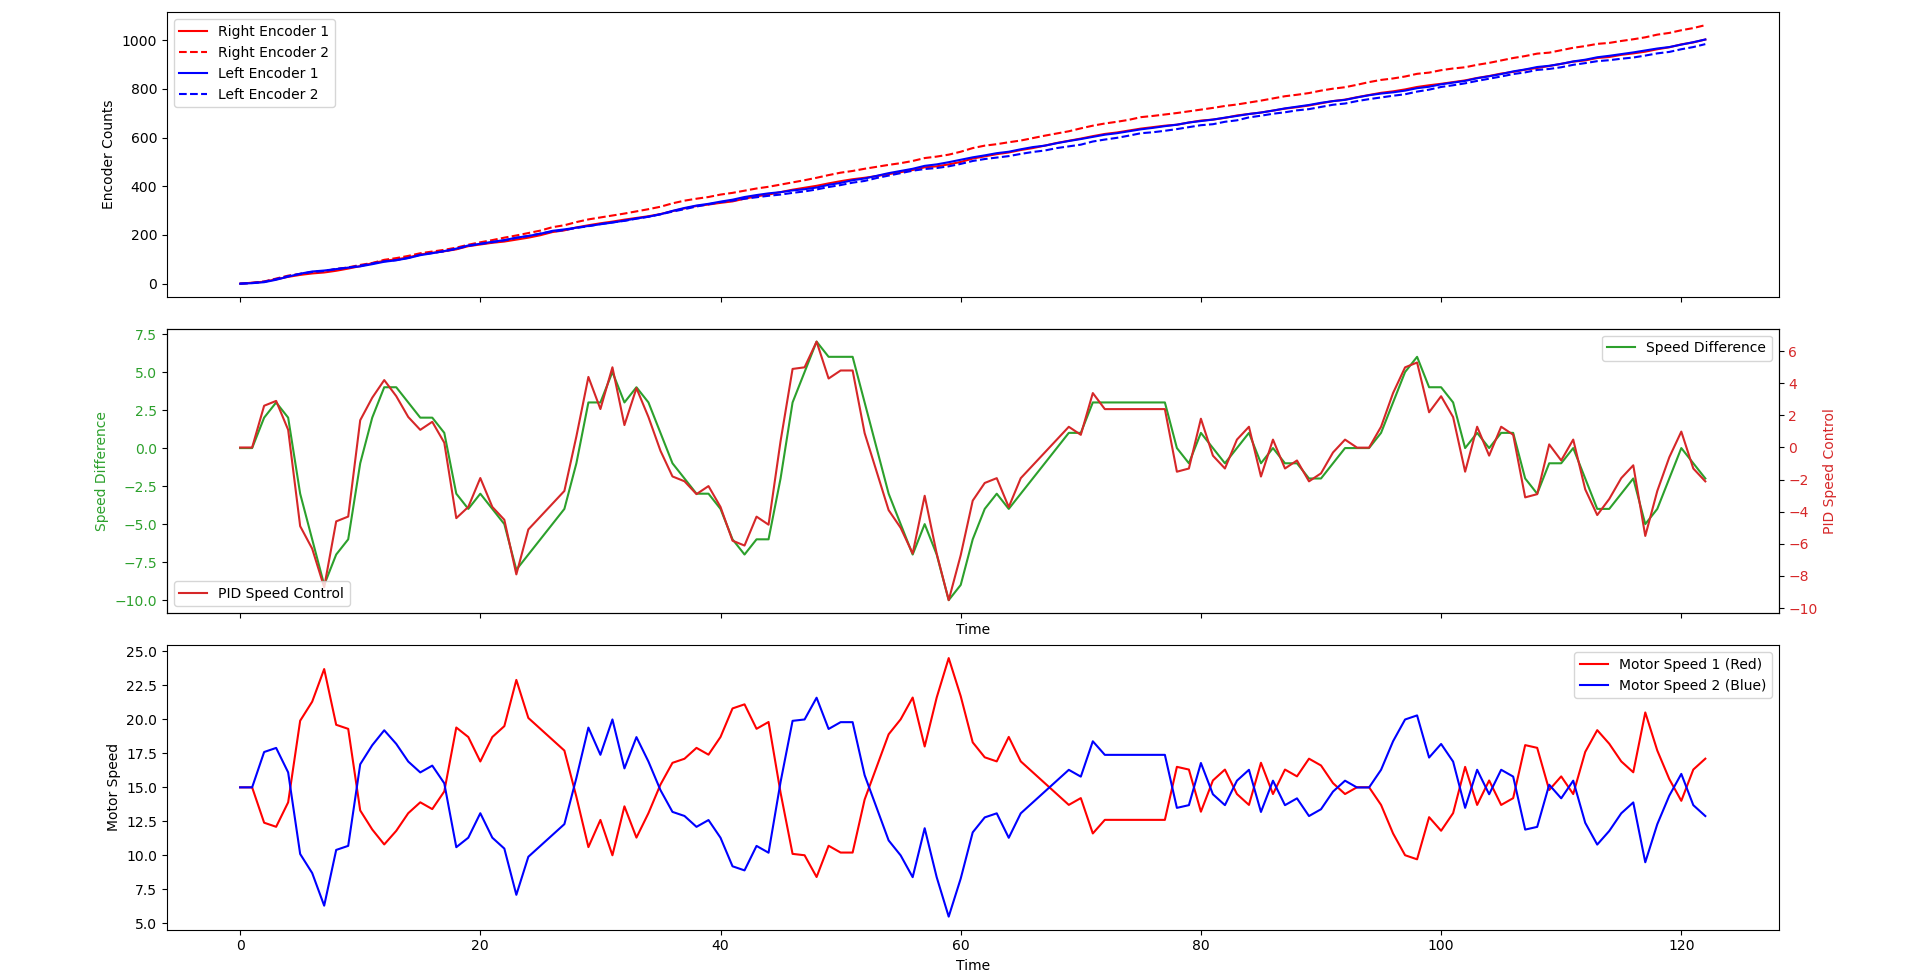 Right Encoder 1
Right Encoder 2
Left Encoder 1
Left Encoder 2
Encoder Counts
1000
800
600
400
200
0
Speed Difference
7.5
5.0
2.5
0.0
−2.5
−5.0
−7.5
−10.0
Speed Difference
PID Speed Control
6
4
2
0
−2
−4
−6
−8
−10
PID Speed Control
Time
Motor Speed
25.0
22.5
20.0
17.5
15.0
12.5
10.0
7.5
5.0
Motor Speed 1 (Red)
Motor Speed 2 (Blue)
0 20 40 60 80 100 120
Time